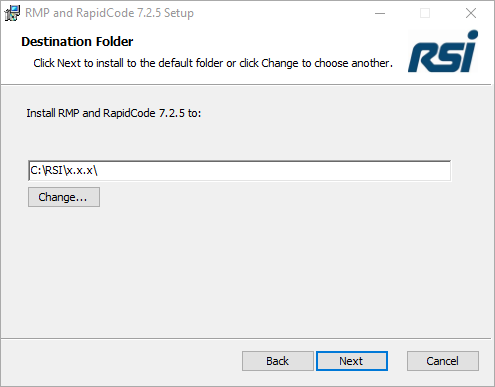 RMP and RapidCode 7.2.5 Setup
Destination Folder
Click Next to install to the default folder or click Change to choose another.
RSI
Install RMP and RapidCode 7.2.5 to:
C:\RSI\x.x.x\
Change...
Back
Next
Cancel